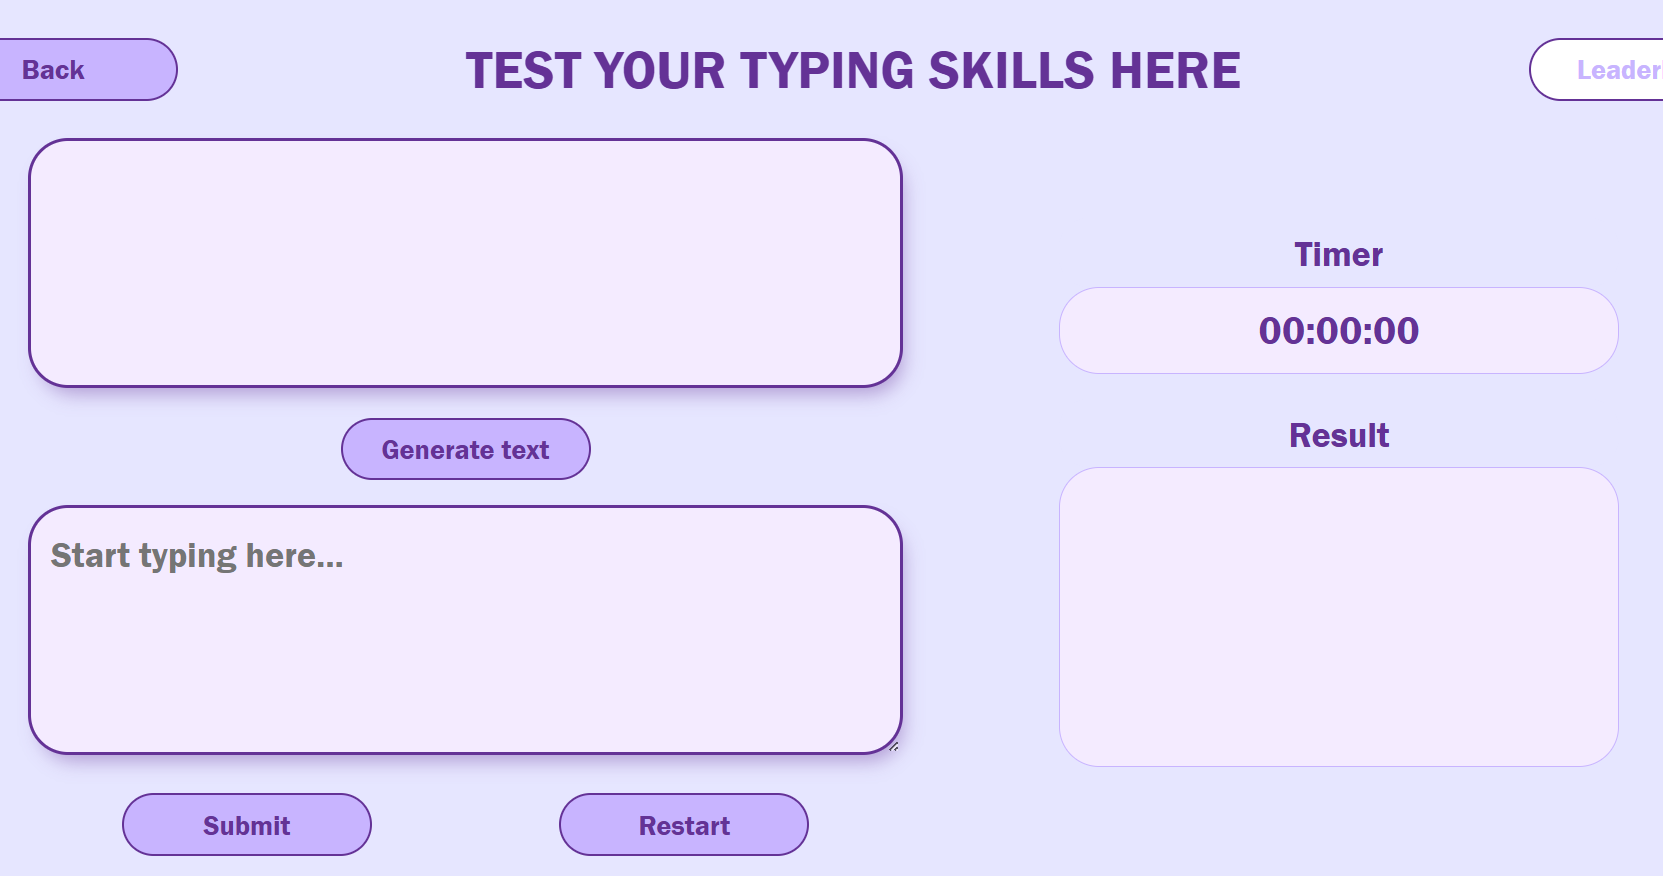 Back
TEST YOUR TYPING SKILLS HERE
Leader
Timer
00:00:00
Generate text
Result
Start typing here...
Submit
Restart